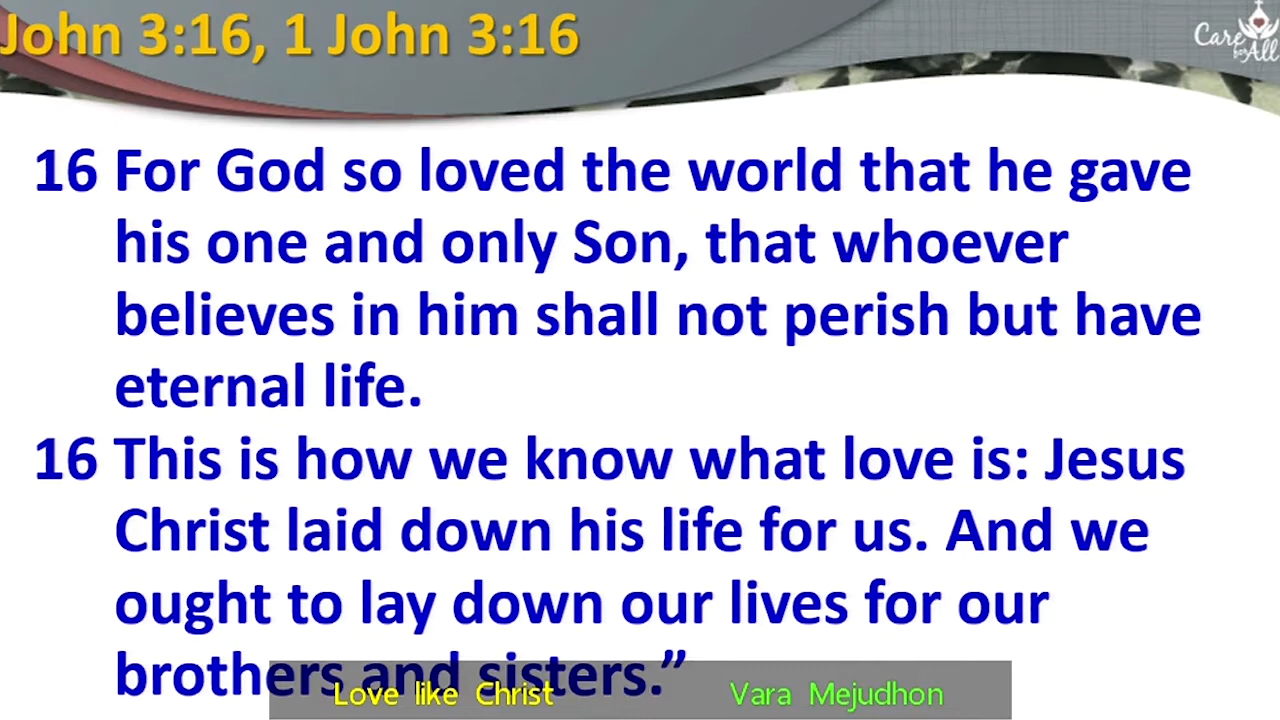 John 3:16, 1 John 3:16
Care
for All
16 For God so loved the world that he gave
his one and only Son, that whoever
believes in him shall not perish but have
eternal life.
16 This is how we know what love is: Jesus
Christ laid down his life for us. And we
ought to lay down our lives for our
brothers and sisters.”
Love like Christ Vara Mejudhon